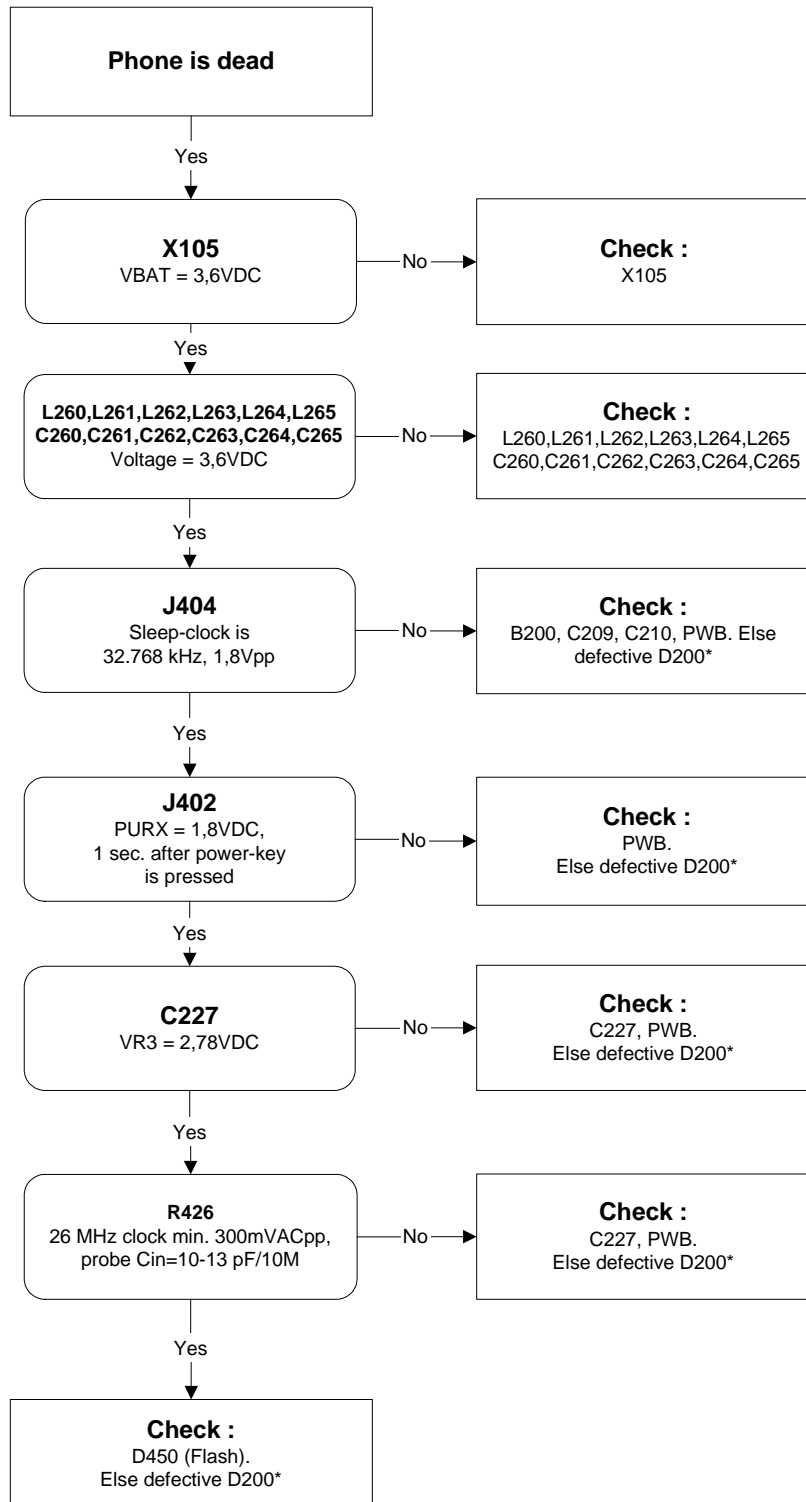 Phone is dead
Yes
X105
VBAT = 3,6VDC
No
Check :
X105
Yes
L260,L261,L262,L263,L264,L265
C260,C261,C262,C263,C264,C265
Voltage = 3,6VDC
No
Check :
L260,L261,L262,L263,L264,L265
C260,C261,C262,C263,C264,C265
Yes
J404
Sleep-clock is
32.768 kHz, 1,8Vpp
No
Check :
B200, C209, C210, PWB. Else
defective D200*
Yes
J402
PURX = 1,8VDC,
1 sec. after power-key
is pressed
No
Check :
PWB.
Else defective D200*
Yes
C227
VR3 = 2,78VDC
No
Check :
C227, PWB.
Else defective D200*
Yes
R426
26 MHz clock min. 300mVACpp,
probe Cin=10-13 pF/10M
No
Check :
C227, PWB.
Else defective D200*
Yes
Check :
D450 (Flash).
Else defective D200*